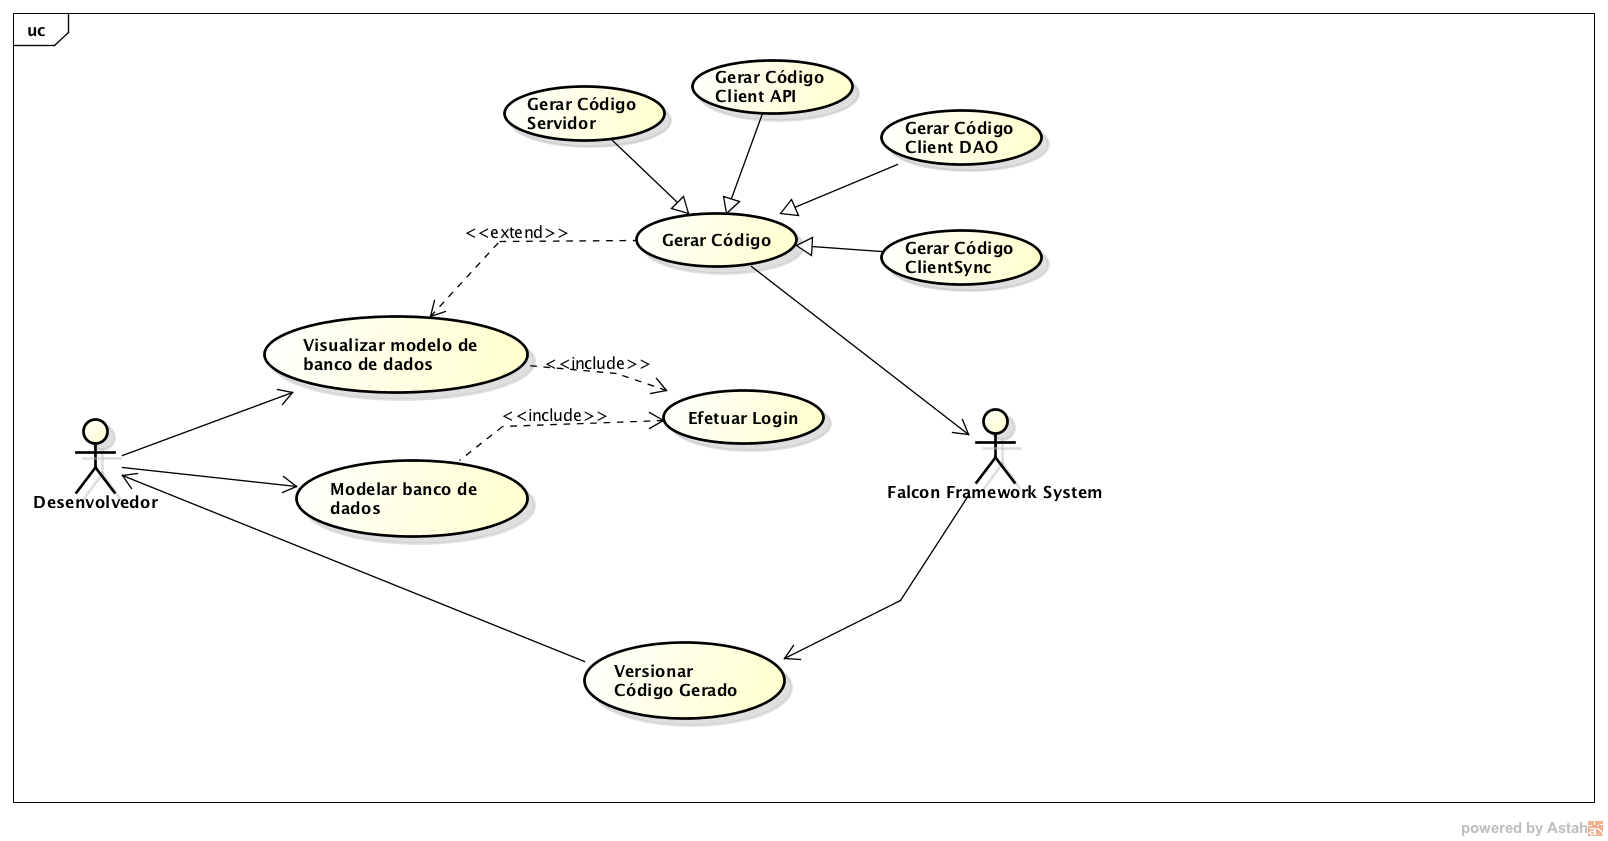 uc
Gerar Código
Servidor
Gerar Código
Client API
Gerar Código
Client DAO
<<extend>>
Gerar Código
Gerar Código
ClientSync
Visualizar modelo de
banco de dados
<<include>>
<<include>>
Efetuar Login
Modelar banco de
dados
Desenvolvedor
Falcon Framework System
Versionar
Código Gerado
powered by Astah